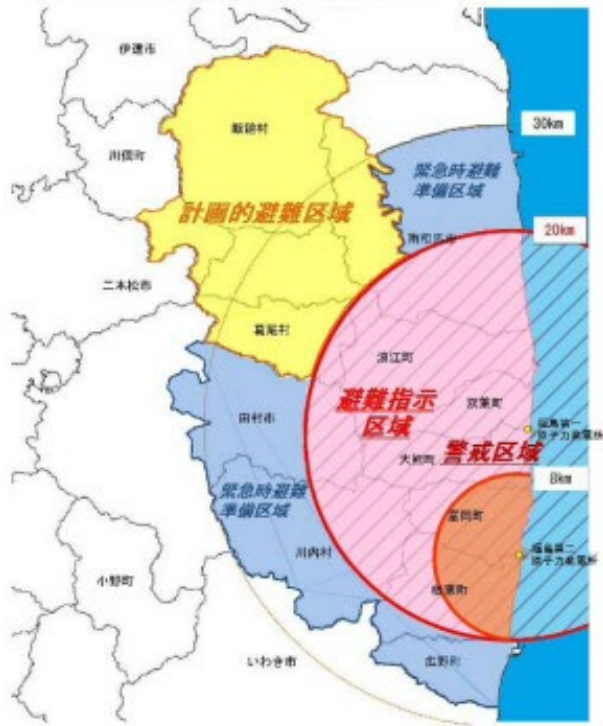 伊達市
30km
飯舘村
川俣町
緊急時避難
準備区域
計画的避難区域
南相馬市
20km
二本松市
葛尾村
浪江町
避難指示
区域
双葉町
田村市
福島第一
原子力発電所
大熊町
警戒区域
8km
緊急時避難
準備区域
富岡町
川内村
福島第二
原子力発電所
小野町
楢葉町
いわき市
広野町